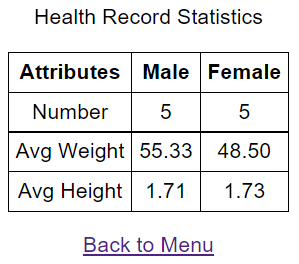 Health Record Statistics
Attributes Male Female
Number 5 5
Avg Weight 55.33 48.50
Avg Height 1.71 1.73
Back to Menu